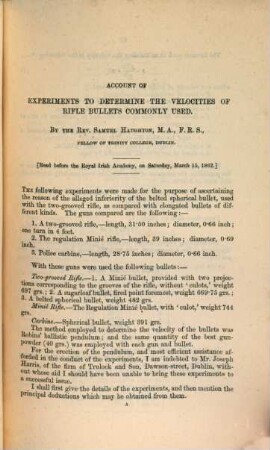 ACCOUNT OF
EXPERIMENTS TO DETERMINE THE VELOCITIES OF
RIFLE BULLETS COMMONLY USED.
BY THE REV. SAMUEL HAUGHTON, M.A., F.R.S.,
FELLOW OF TRINITY COLLEGE, DUBLIN.
[Read before the Royal Irish Academy, on Saturday, March 15, 1862.]
THE following experiments were made for the purpose of ascertaining
the reason of the alleged inferiority of the belted spherical bullet, used
with the two-grooved rifle, as compared with elongated bullets of dif-
ferent kinds. The guns compared are the following:—
1. A two-grooved rifle,—length, 31·50 inches; diameter, 0·66 inch;
one turn in 4 feet.
2. The regulation Minié rifle,—length, 39 inches; diameter, 0·69
inch.
3. Police carbine,—length, 28·75 inches; diameter, 0·66 inch.
With these guns were used the following bullets:—
Two-grooved Rifle.—1. A Minié bullet, provided with two projec-
tions corresponding to the grooves of the rifle, without 'culots,' weight
697 grs.: 2. A sugarloaf bullet, fixed point foremost, weight 669·75 grs.:
3. A belted spherical bullet, weight 482 grs.
Minié Rifle.—The Regulation Minié bullet, with 'culot,' weight 744
grs.
Carbine.—Spherical bullet, weight 391 grs.
The method employed to determine the velocity of the bullets was
Robins' ballistic pendulum; and the same quantity of the best gun-
powder (40 grs.) was employed with each gun and bullet.
For the erection of the pendulum, and most efficient assistance af-
forded in the conduct of the experiments, I am indebted to Mr. Joseph
Harris, of the firm of Trulock and Son, Dawson-street, Dublin, with-
out whose aid I should have been unable to bring those experiments to
a successful issue.
I shall first give the details of the experiments, and then mention the
principal deductions which may be obtained from them.
A